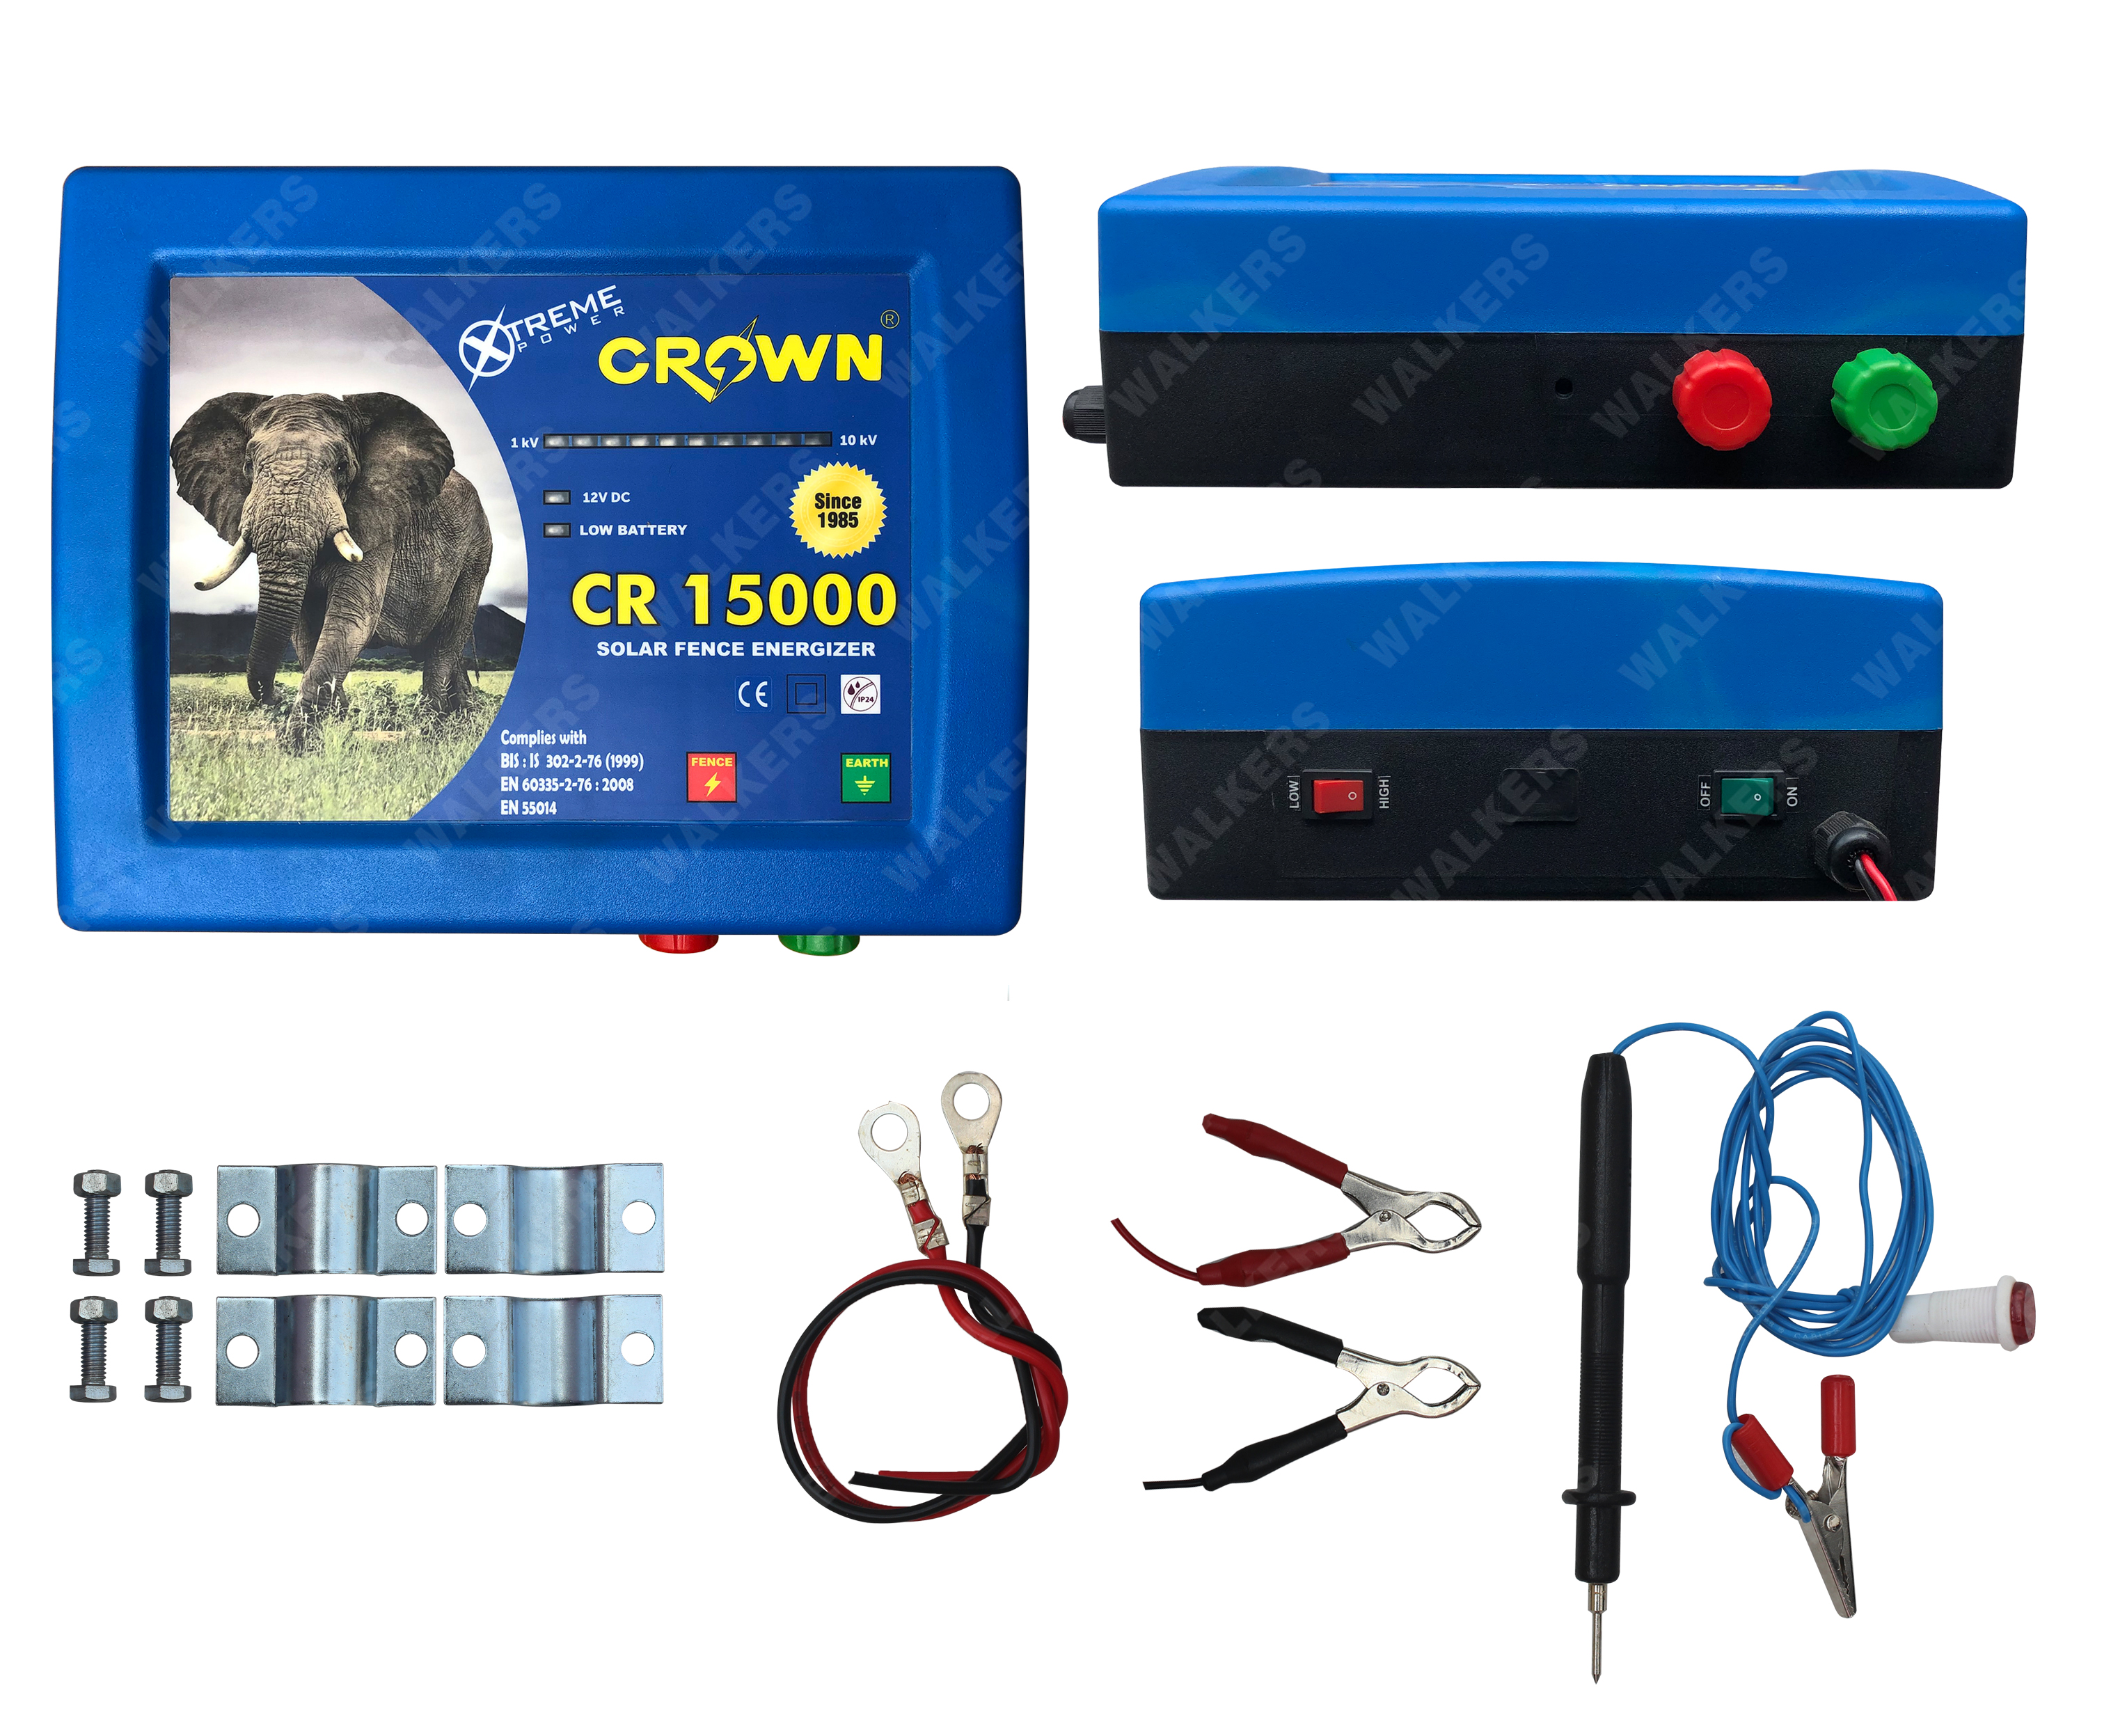 XTREME
POWER
CROWN®
1 kV 10 kV
12V DC
LOW BATTERY
Since
1985
CR 15000
SOLAR FENCE ENERGIZER
CE
IP24
Complies with
BIS : IS 302-2-76 (1999)
EN 60335-2-76 : 2008
EN 55014
FENCE
EARTH
LOW
HIGH
OFF
ON
WALKERS